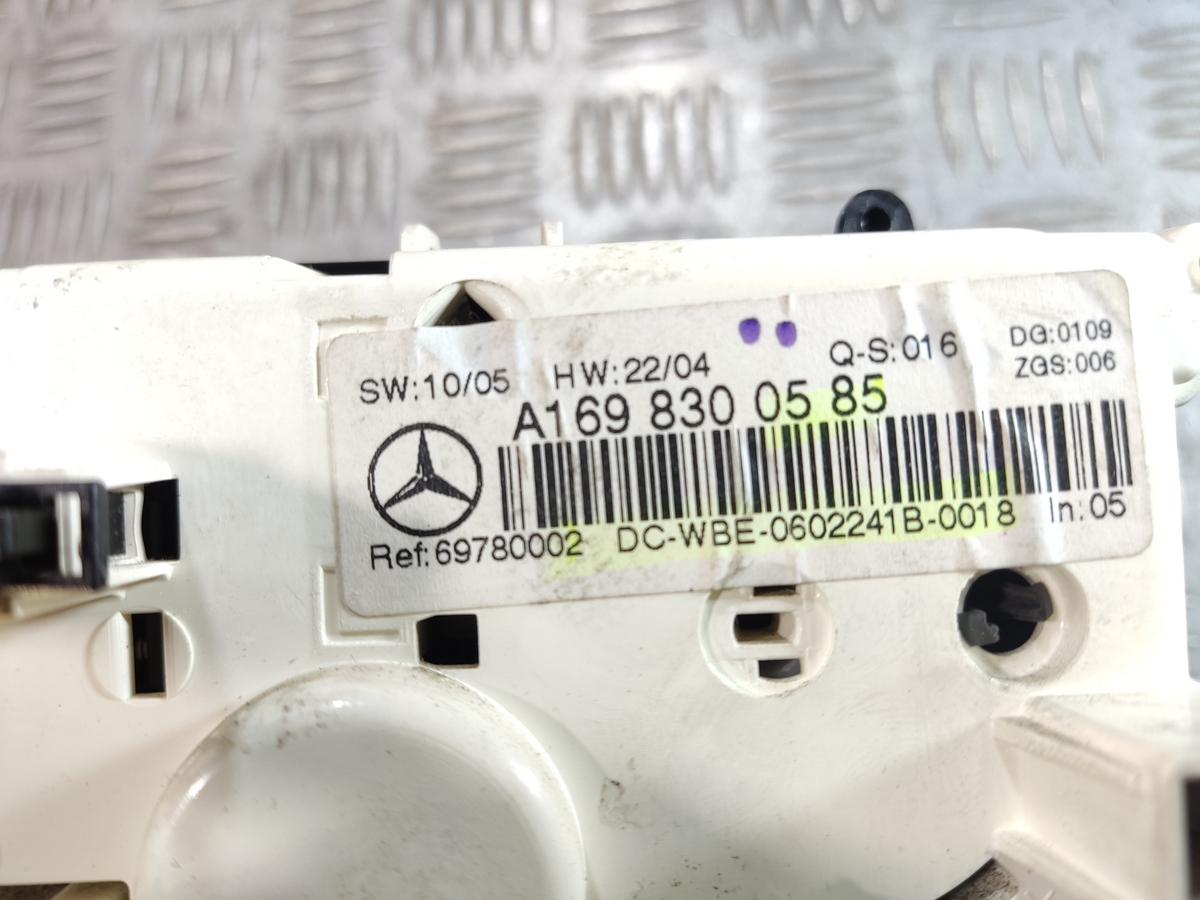 SW:10/05 HW:22/04 Q-S:016 DG:0109
ZGS:006
A169 830 05 85
Ref:69780002 DC-WBE-0602241B-0018 In:05